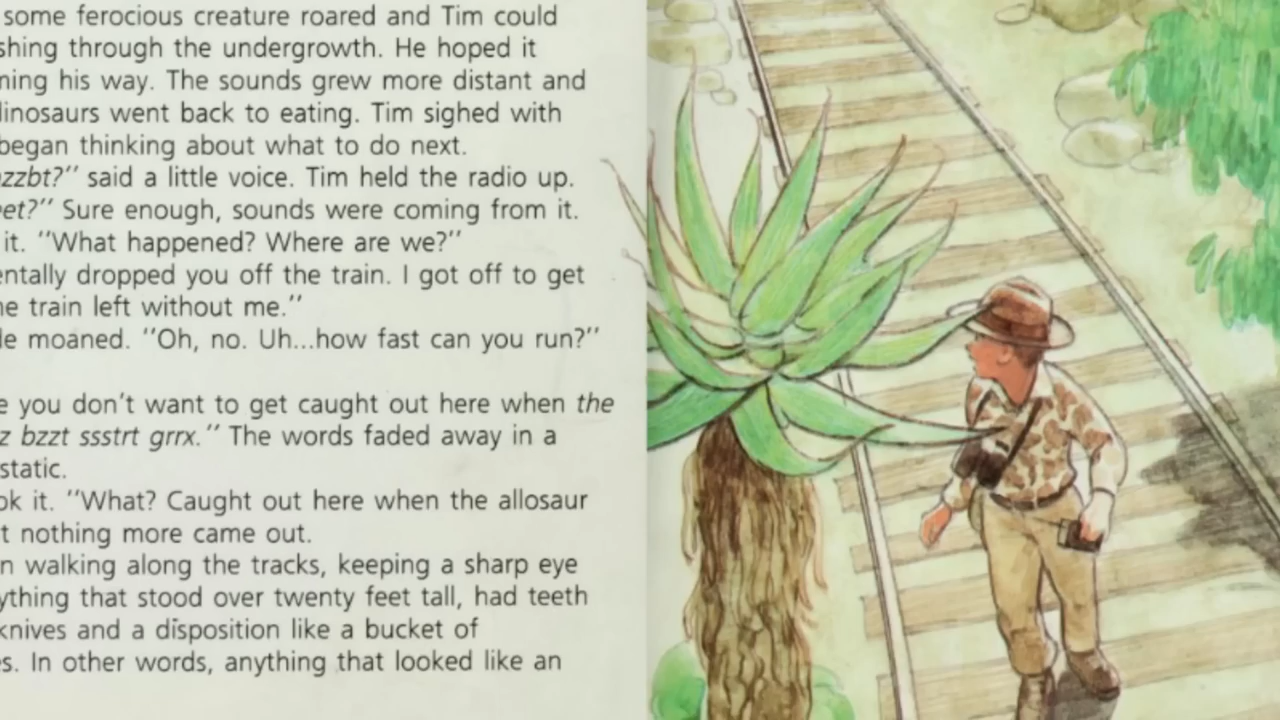 some ferocious creature roared and Tim could
shing through the undergrowth. He hoped it
ning his way. The sounds grew more distant and
dinosaurs went back to eating. Tim sighed with
began thinking about what to do next.
zzbt?" said a little voice. Tim held the radio up.
eet?" Sure enough, sounds were coming from it.
it. "What happened? Where are we?"
entally dropped you off the train. I got off to get
ne train left without me."
le moaned. "Oh, no. Uh...how fast can you run?"
e you don't want to get caught out here when the
z bzzt ssstrt grrx." The words faded away in a
static.
ok it. "What? Caught out here when the allosaur
t nothing more came out.
n walking along the tracks, keeping a sharp eye
ything that stood over twenty feet tall, had teeth
knives and a disposition like a bucket of
s. In other words, anything that looked like an